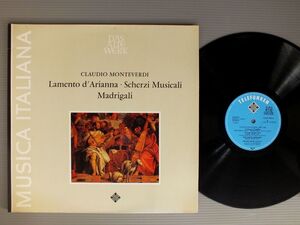 MUSICA ITALIANA
DAS
ALTE
WERK
CLAUDIO MONTEVERDI
Lamento d'Arianna · Scherzi Musicali
Madrigali
TELEFUNKEN